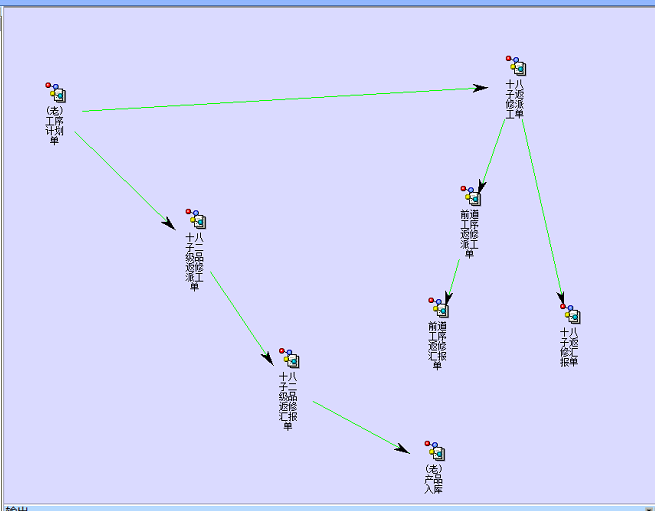 十八
子返
修派
工单
(老)
工序
计划
单
前道
工序
返修
派工
单
十八
子二
级品
返修
派工
单
前道
工序
返修
汇报
单
十八
子返
修汇
报单
十八
子二
级品
返修
汇报
单
(老)
产品
入库
输出